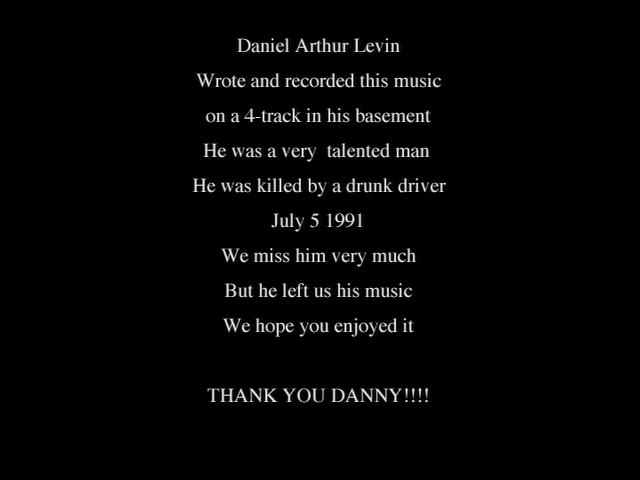 Daniel Arthur Levin
Wrote and recorded this music
on a 4-track in his basement
He was a very  talented man
He was killed by a drunk driver
July 5 1991
We miss him very much
But he left us his music
We hope you enjoyed it
THANK YOU DANNY!!!!